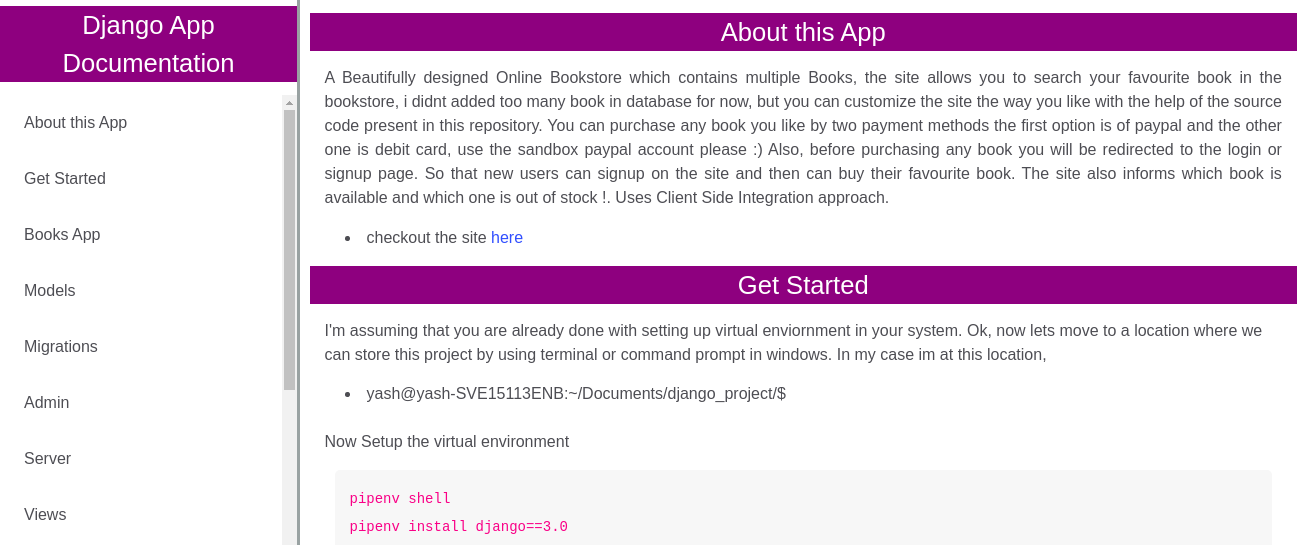 Django App
Documentation
About this App
Get Started
Books App
Models
Migrations
Admin
Server
Views
About this App
A Beautifully designed Online Bookstore which contains multiple Books, the site allows you to search your favourite book in the
bookstore, i didnt added too many book in database for now, but you can customize the site the way you like with the help of the source
code present in this repository. You can purchase any book you like by two payment methods the first option is of paypal and the other
one is debit card, use the sandbox paypal account please :) Also, before purchasing any book you will be redirected to the login or
signup page. So that new users can signup on the site and then can buy their favourite book. The site also informs which book is
available and which one is out of stock !. Uses Client Side Integration approach.
checkout the site here
Get Started
I'm assuming that you are already done with setting up virtual enviornment in your system. Ok, now lets move to a location where we
can store this project by using terminal or command prompt in windows. In my case im at this location,
yash@yash-SVE15113ENB:~/Documents/django_project/$
Now Setup the virtual environment
pipenv shell
pipenv install django==3.0